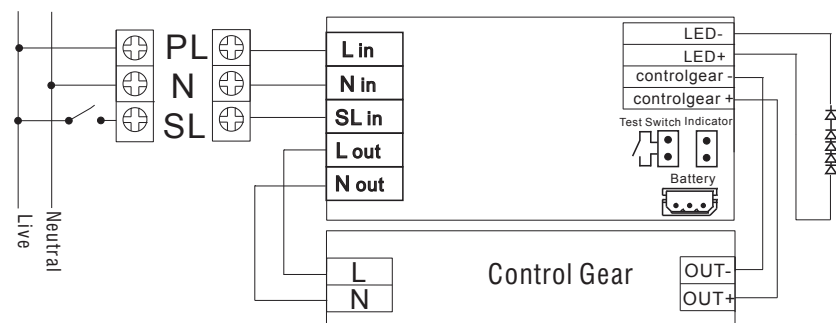 PL
N
SL
L in
N in
SL in
L out
N out
LED-
LED+
controlgear -
controlgear +
Test Switch Indicator
Battery
Live
Neutral
L
N
Control Gear
OUT-
OUT+